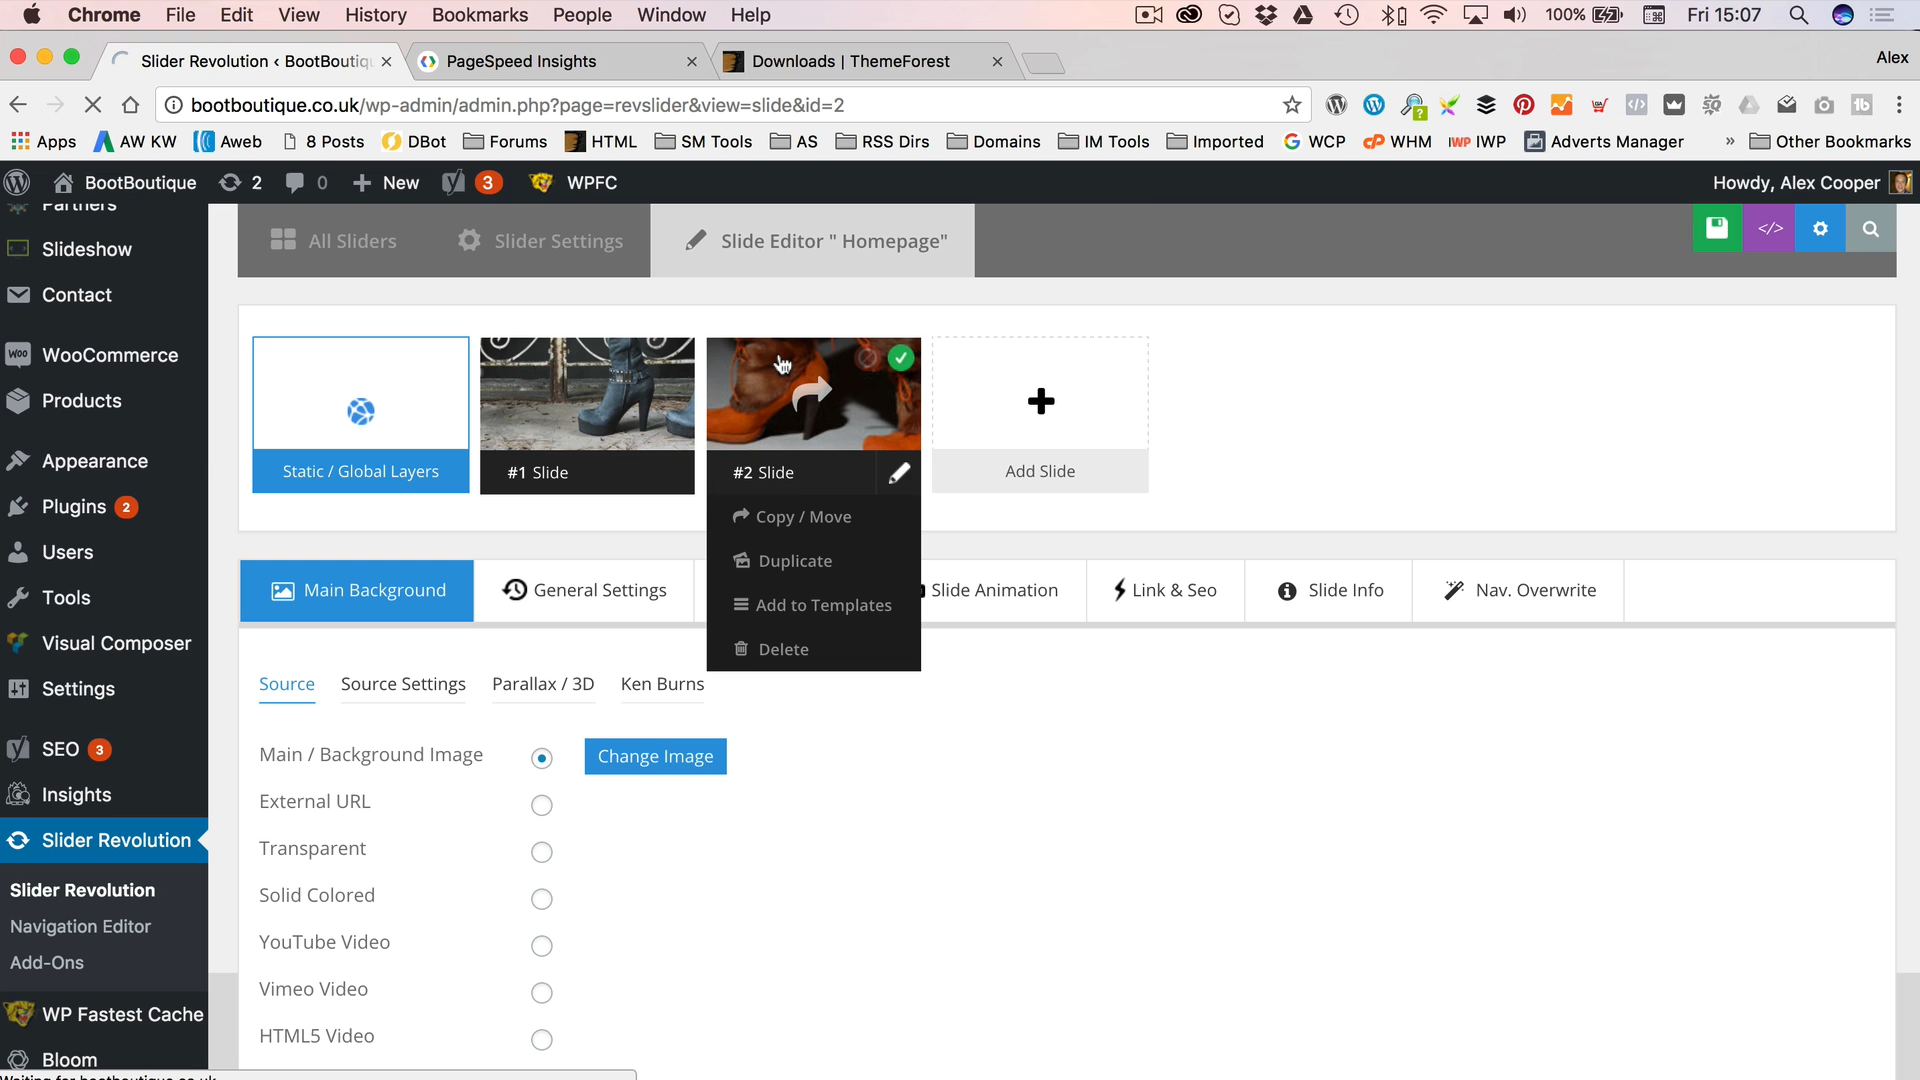 Chrome File Edit View History Bookmarks People Window Help 100% Fri 15:07
Slider Revolution ‹ BootBoutiqu PageSpeed Insights Downloads | ThemeForest Alex
bootboutique.co.uk/wp-admin/admin.php?page=revslider&view=slide&id=2
Apps AW KW Aweb 8 Posts DBot Forums HTML SM Tools AS RSS Dirs Domains IM Tools Imported WCP WHM IWP Adverts Manager » Other Bookmarks
BootBoutique 2 0 New 3 WPFC Howdy, Alex Cooper
Partners
Slideshow
Contact
WooCommerce
Products
Appearance
Plugins 2
Users
Tools
Visual Composer
Settings
SEO 3
Insights
Slider Revolution
Slider Revolution
Navigation Editor
Add-Ons
WP Fastest Cache
Bloom
Waiting for bootboutique.co.uk
All Sliders Slider Settings Slide Editor " Homepage"
Static / Global Layers #1 Slide #2 Slide Add Slide
Copy / Move
Duplicate
Add to Templates
Delete
Main Background General Settings Slide Animation Link & Seo Slide Info Nav. Overwrite
Source Source Settings Parallax / 3D Ken Burns
Main / Background Image Change Image
External URL
Transparent
Solid Colored
YouTube Video
Vimeo Video
HTML5 Video